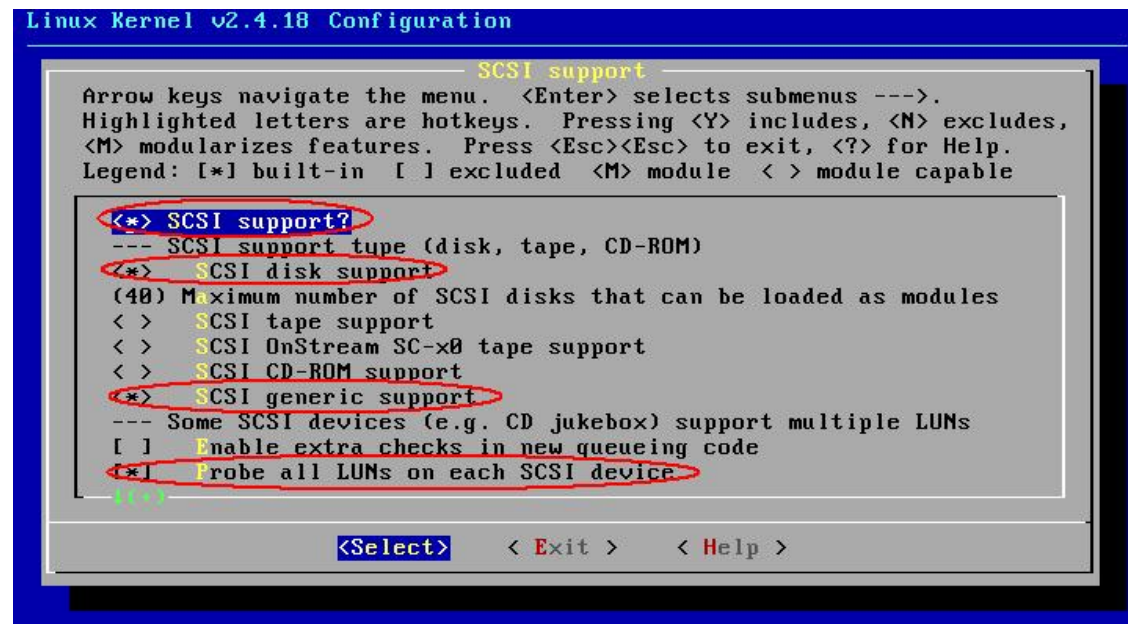 Linux Kernel v2.4.18 Configuration
SCSI support
Arrow keys navigate the menu.  <Enter> selects submenus --->.
Highlighted letters are hotkeys.  Pressing <Y> includes, <N> excludes,
<M> modularizes features.  Press <Esc><Esc> to exit, <?> for Help.
Legend: [*] built-in  [ ] excluded  <M> module  < > module capable
<*> SCSI support?
--- SCSI support type (disk, tape, CD-ROM)
<*>   SCSI disk support
(40) Maximum number of SCSI disks that can be loaded as modules
< >   SCSI tape support
< >   SCSI OnStream SC-x0 tape support
< >   SCSI CD-ROM support
<*>   SCSI generic support
--- Some SCSI devices (e.g. CD jukebox) support multiple LUNs
[ ]   Enable extra checks in new queueing code
[*]   Probe all LUNs on each SCSI device
↓(+)
<Select>    < Exit >    < Help >